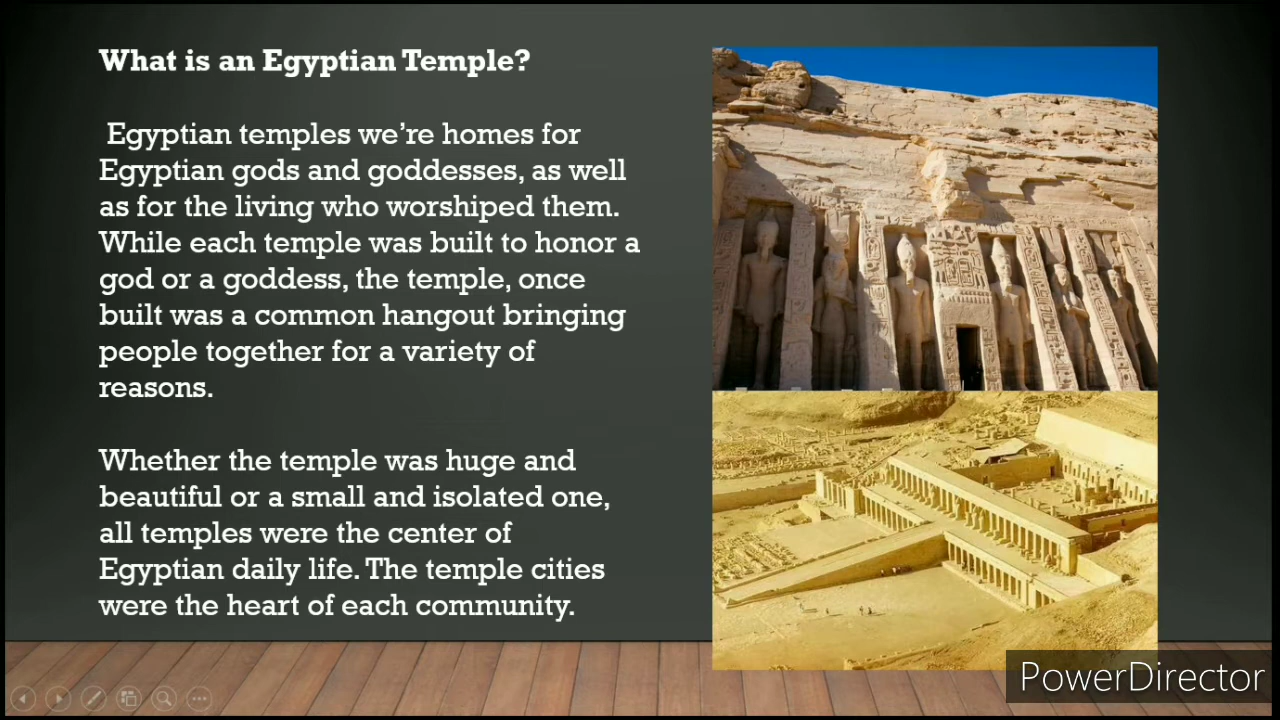 What is an Egyptian Temple?
Egyptian temples we’re homes for
Egyptian gods and goddesses, as well
as for the living who worshiped them.
While each temple was built to honor a
god or a goddess, the temple, once
built was a common hangout bringing
people together for a variety of
reasons.
Whether the temple was huge and
beautiful or a small and isolated one,
all temples were the center of
Egyptian daily life. The temple cities
were the heart of each community.
PowerDirector